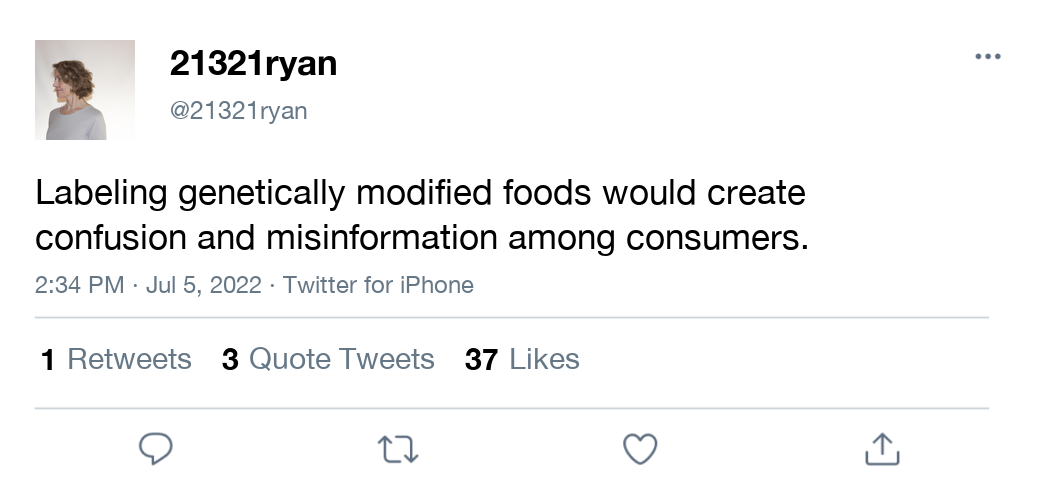 21321ryan
@21321ryan
Labeling genetically modified foods would create
confusion and misinformation among consumers.
2:34 PM · Jul 5, 2022 · Twitter for iPhone
1 Retweets 3 Quote Tweets 37 Likes